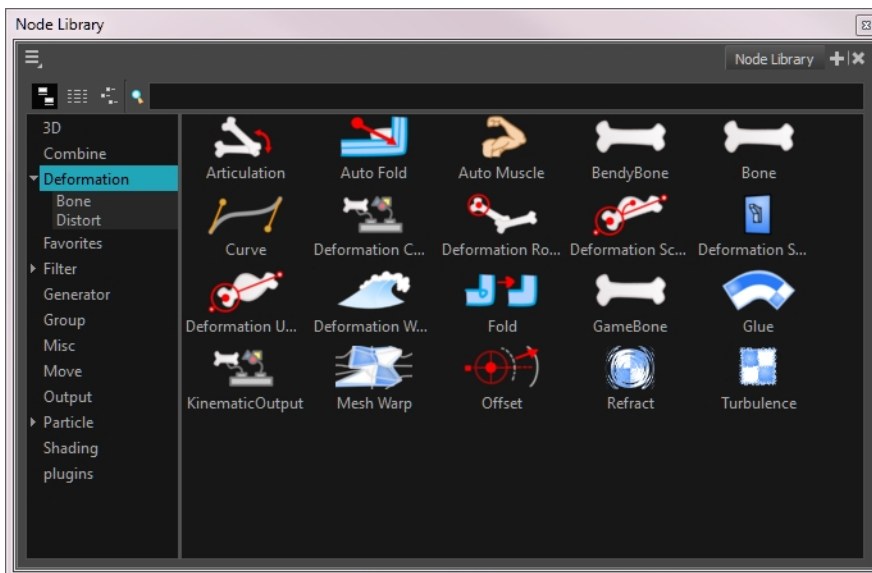 Node Library
Node Library
3D
Combine
Deformation
Bone
Distort
Favorites
Filter
Generator
Group
Misc
Move
Output
Particle
Shading
plugins
Articulation Auto Fold Auto Muscle BendyBone Bone
Curve Deformation C... Deformation Ro... Deformation Sc... Deformation S...
Deformation U... Deformation W... Fold GameBone Glue
KinematicOutput Mesh Warp Offset Refract Turbulence